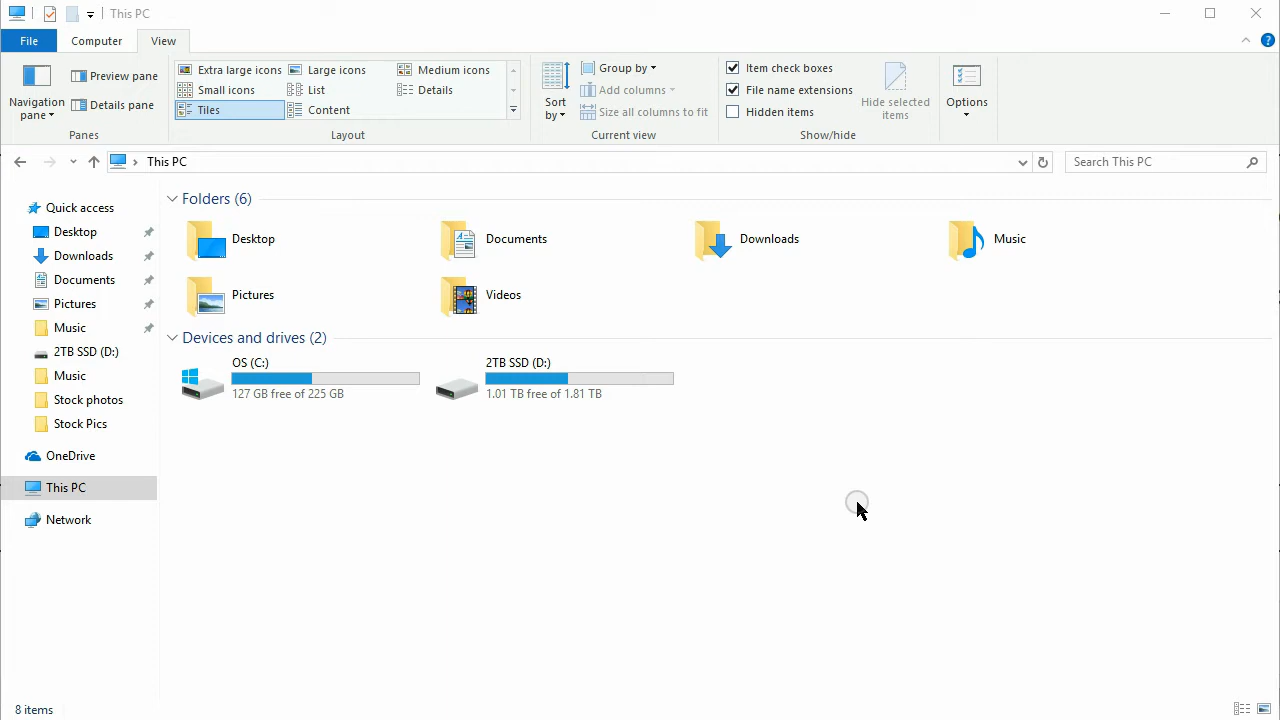 This PC
File
Computer
View
Navigation pane
Preview pane
Details pane
Panes
Extra large icons
Large icons
Medium icons
Small icons
List
Details
Tiles
Content
Layout
Sort by
Group by
Add columns
Size all columns to fit
Current view
Item check boxes
File name extensions
Hidden items
Hide selected items
Show/hide
Options
This PC
Search This PC
Quick access
Desktop
Downloads
Documents
Pictures
Music
2TB SSD (D:)
Music
Stock photos
Stock Pics
OneDrive
This PC
Network
Folders (6)
Desktop
Documents
Downloads
Music
Pictures
Videos
Devices and drives (2)
OS (C:)
127 GB free of 225 GB
2TB SSD (D:)
1.01 TB free of 1.81 TB
8 items